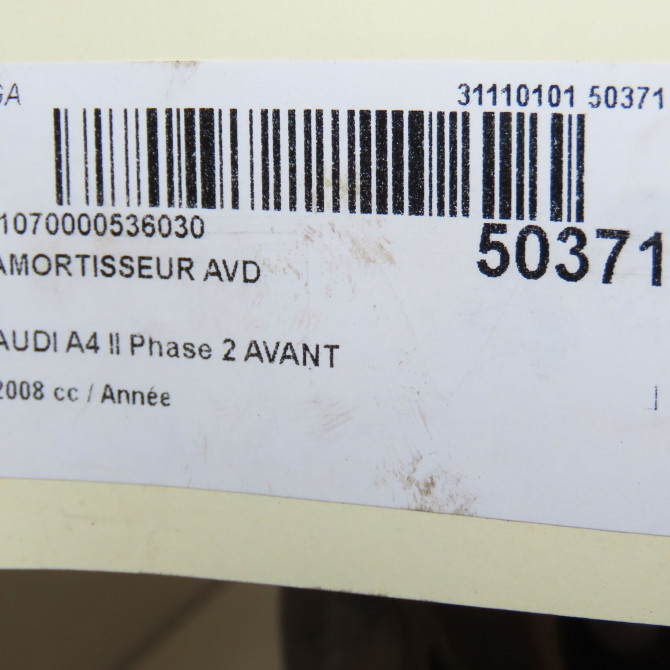 GA 31110101 50371
1070000536030
50371
AMORTISSEUR AVD
AUDI A4 II Phase 2 AVANT
2008 cc / Année